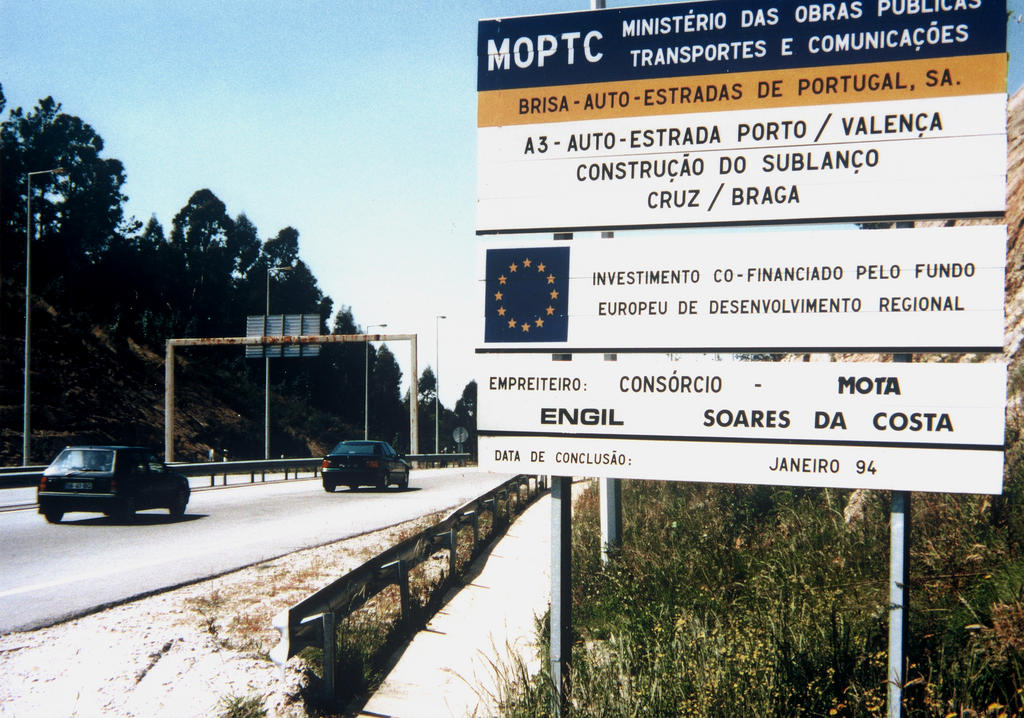 MOPTC
MINISTÉRIO DAS OBRAS PÚBLICAS
TRANSPORTES E COMUNICAÇÕES
BRISA-AUTO-ESTRADAS DE PORTUGAL, SA.
A3-AUTO-ESTRADA PORTO/VALENÇA
CONSTRUÇÃO DO SUBLANÇO
CRUZ/BRAGA
INVESTIMENTO CO-FINANCIADO PELO FUNDO
EUROPEU DE DESENVOLVIMENTO REGIONAL
EMPREITEIRO: CONSÓRCIO - MOTA
ENGIL SOARES DA COSTA
DATA DE CONCLUSÃO: JANEIRO 94